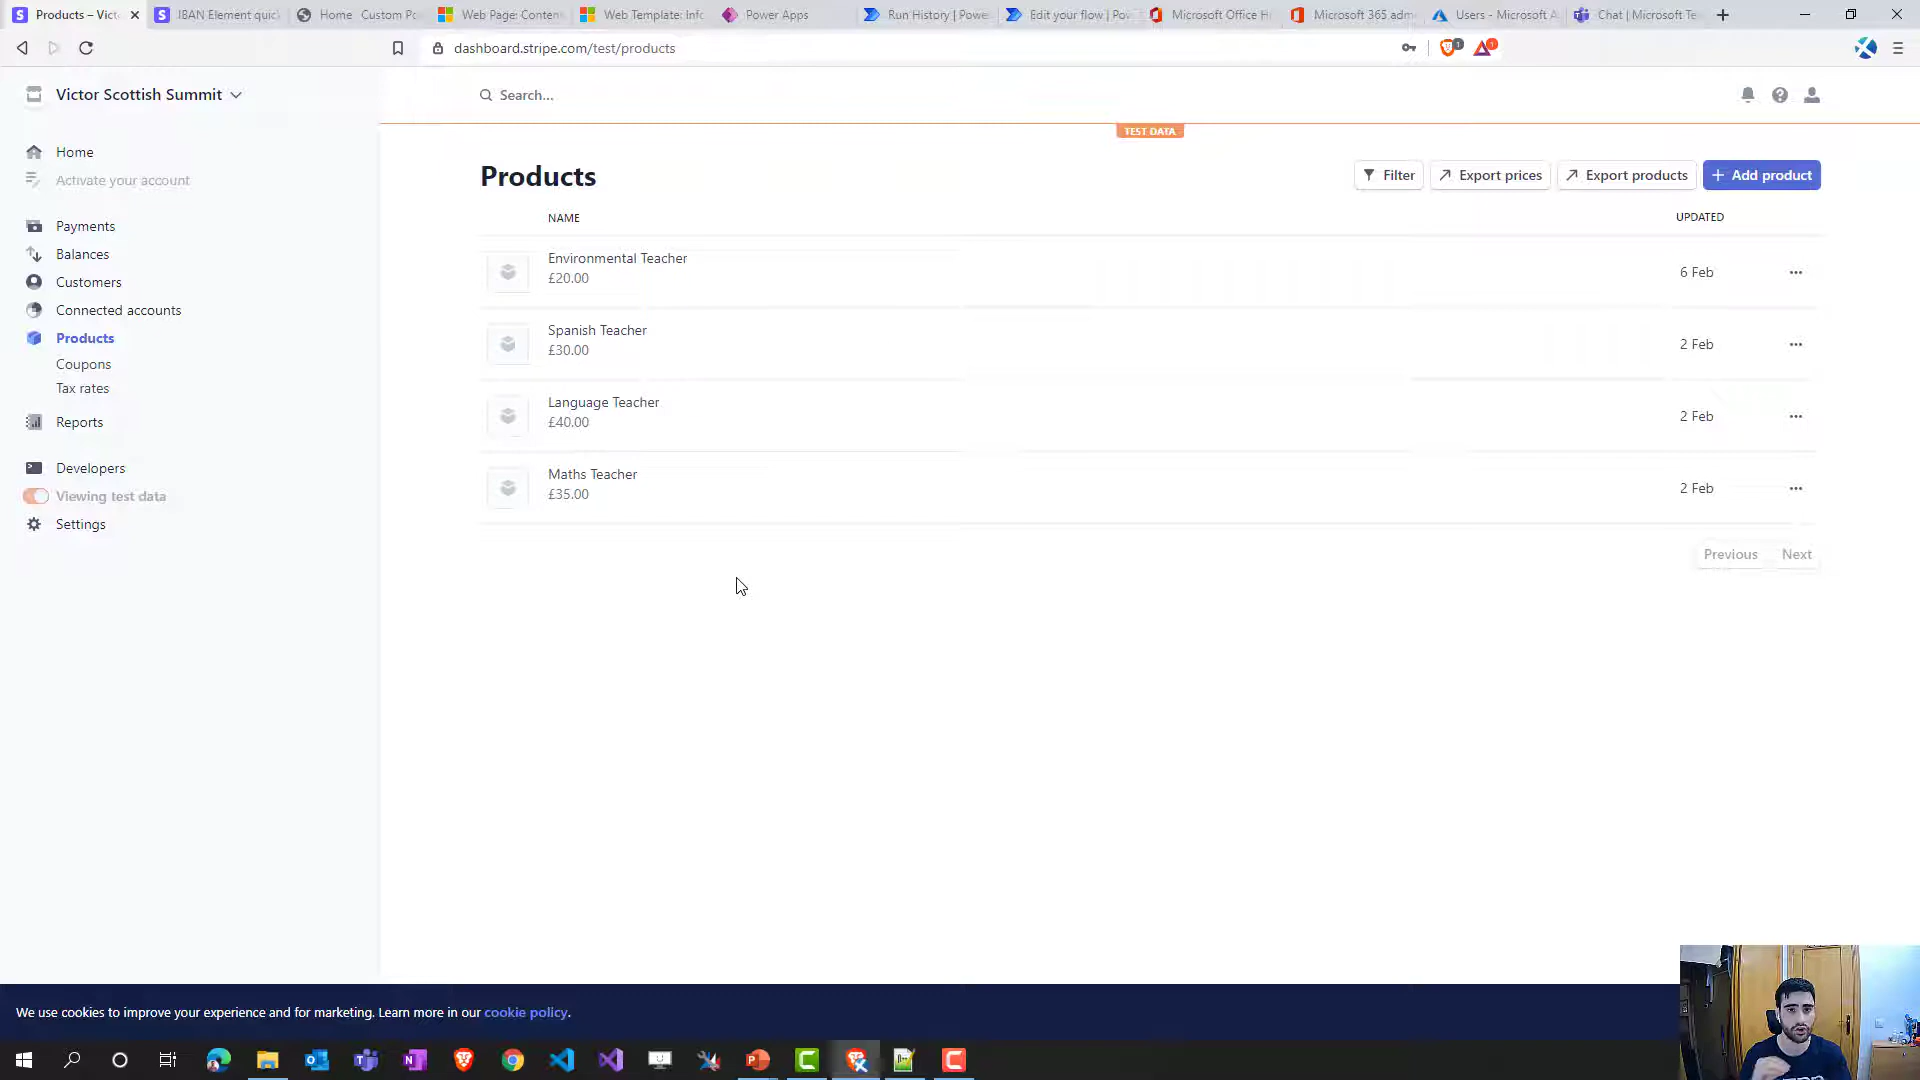 Products – Vict
IBAN Element quic
Home  Custom Po
Web Page: Conten
Web Template: Info
Power Apps
Run History | Power
Edit your flow | Pow
Microsoft Office H
Microsoft 365 adm
Users - Microsoft A
Chat | Microsoft Te
dashboard.stripe.com/test/products
1
1
Victor Scottish Summit
Search...
TEST DATA
Home
Activate your account
Payments
Balances
Customers
Connected accounts
Products
Coupons
Tax rates
Reports
Developers
Viewing test data
Settings
Products
Filter
Export prices
Export products
+ Add product
NAME
UPDATED
Environmental Teacher
£20.00
6 Feb
Spanish Teacher
£30.00
2 Feb
Language Teacher
£40.00
2 Feb
Maths Teacher
£35.00
2 Feb
Previous
Next
We use cookies to improve your experience and for marketing. Learn more in our cookie policy.